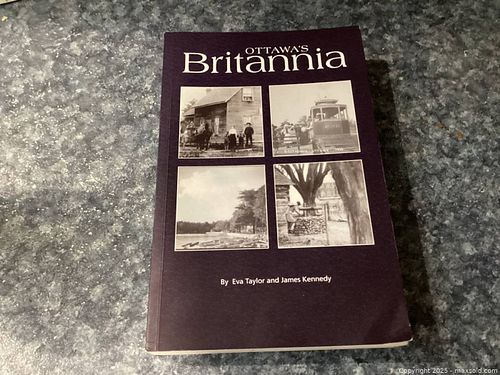 OTTAWA'S
Britannia
By Eva Taylor and James Kennedy
Copyright 2025 - maxsold.com